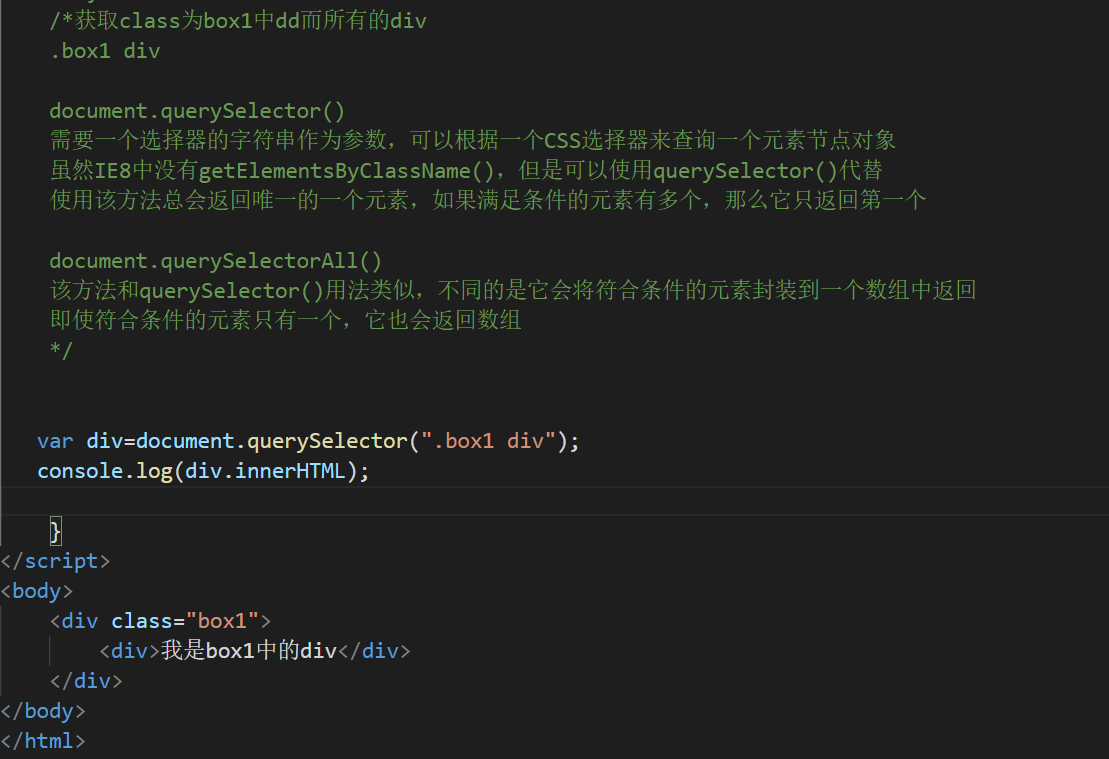 /*获取class为box1中dd而所有的div
.box1 div
document.querySelector()
需要一个选择器的字符串作为参数，可以根据一个CSS选择器来查询一个元素节点对象
虽然IE8中没有getElementsByClassName()，但是可以使用querySelector()代替
使用该方法总会返回唯一的一个元素，如果满足条件的元素有多个，那么它只返回第一个
document.querySelectorAll()
该方法和querySelector()用法类似，不同的是它会将符合条件的元素封装到一个数组中返回
即使符合条件的元素只有一个，它也会返回数组
*/
var div=document.querySelector(".box1 div");
console.log(div.innerHTML);
}
</script>
<body>
<div class="box1">
<div>我是box1中的div</div>
</div>
</body>
</html>